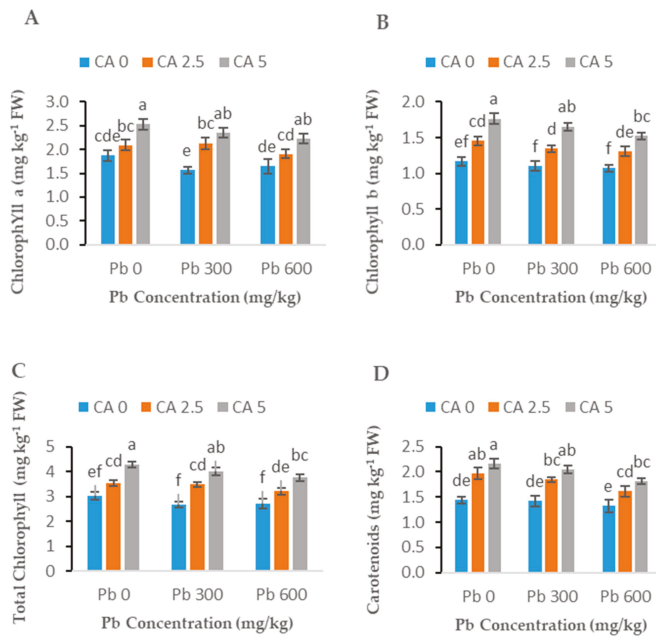 A
CA 0 CA 2.5 CA 5
ChlorophYll a (mg kg-1 FW)
3.0
2.5
2.0
1.5
1.0
0.5
0.0
cde bc a
e bc ab
de cd ab
Pb 0 Pb 300 Pb 600
Pb Concentration (mg/kg)
B
CA 0 CA 2.5 CA 5
Chlorophyll b (mg kg-1 FW)
2.0
1.5
1.0
0.5
0.0
ef cd a
f d ab
f de bc
Pb 0 Pb 300 Pb 600
Pb Concentration (mg/kg)
C
CA 0 CA 2.5 CA 5
Total Chlorophyll (mg kg-1 FW)
5
4
3
2
1
0
ef cd a
f cd ab
f de bc
Pb 0 Pb 300 Pb 600
Pb Concentration (mg/kg)
D
CA 0 CA 2.5 CA 5
Carotenoids (mg kg-1 FW)
2.5
2.0
1.5
1.0
0.5
0.0
de ab a
de bc ab
e cd bc
Pb 0 Pb 300 Pb 600
Pb Concentration (mg/kg)